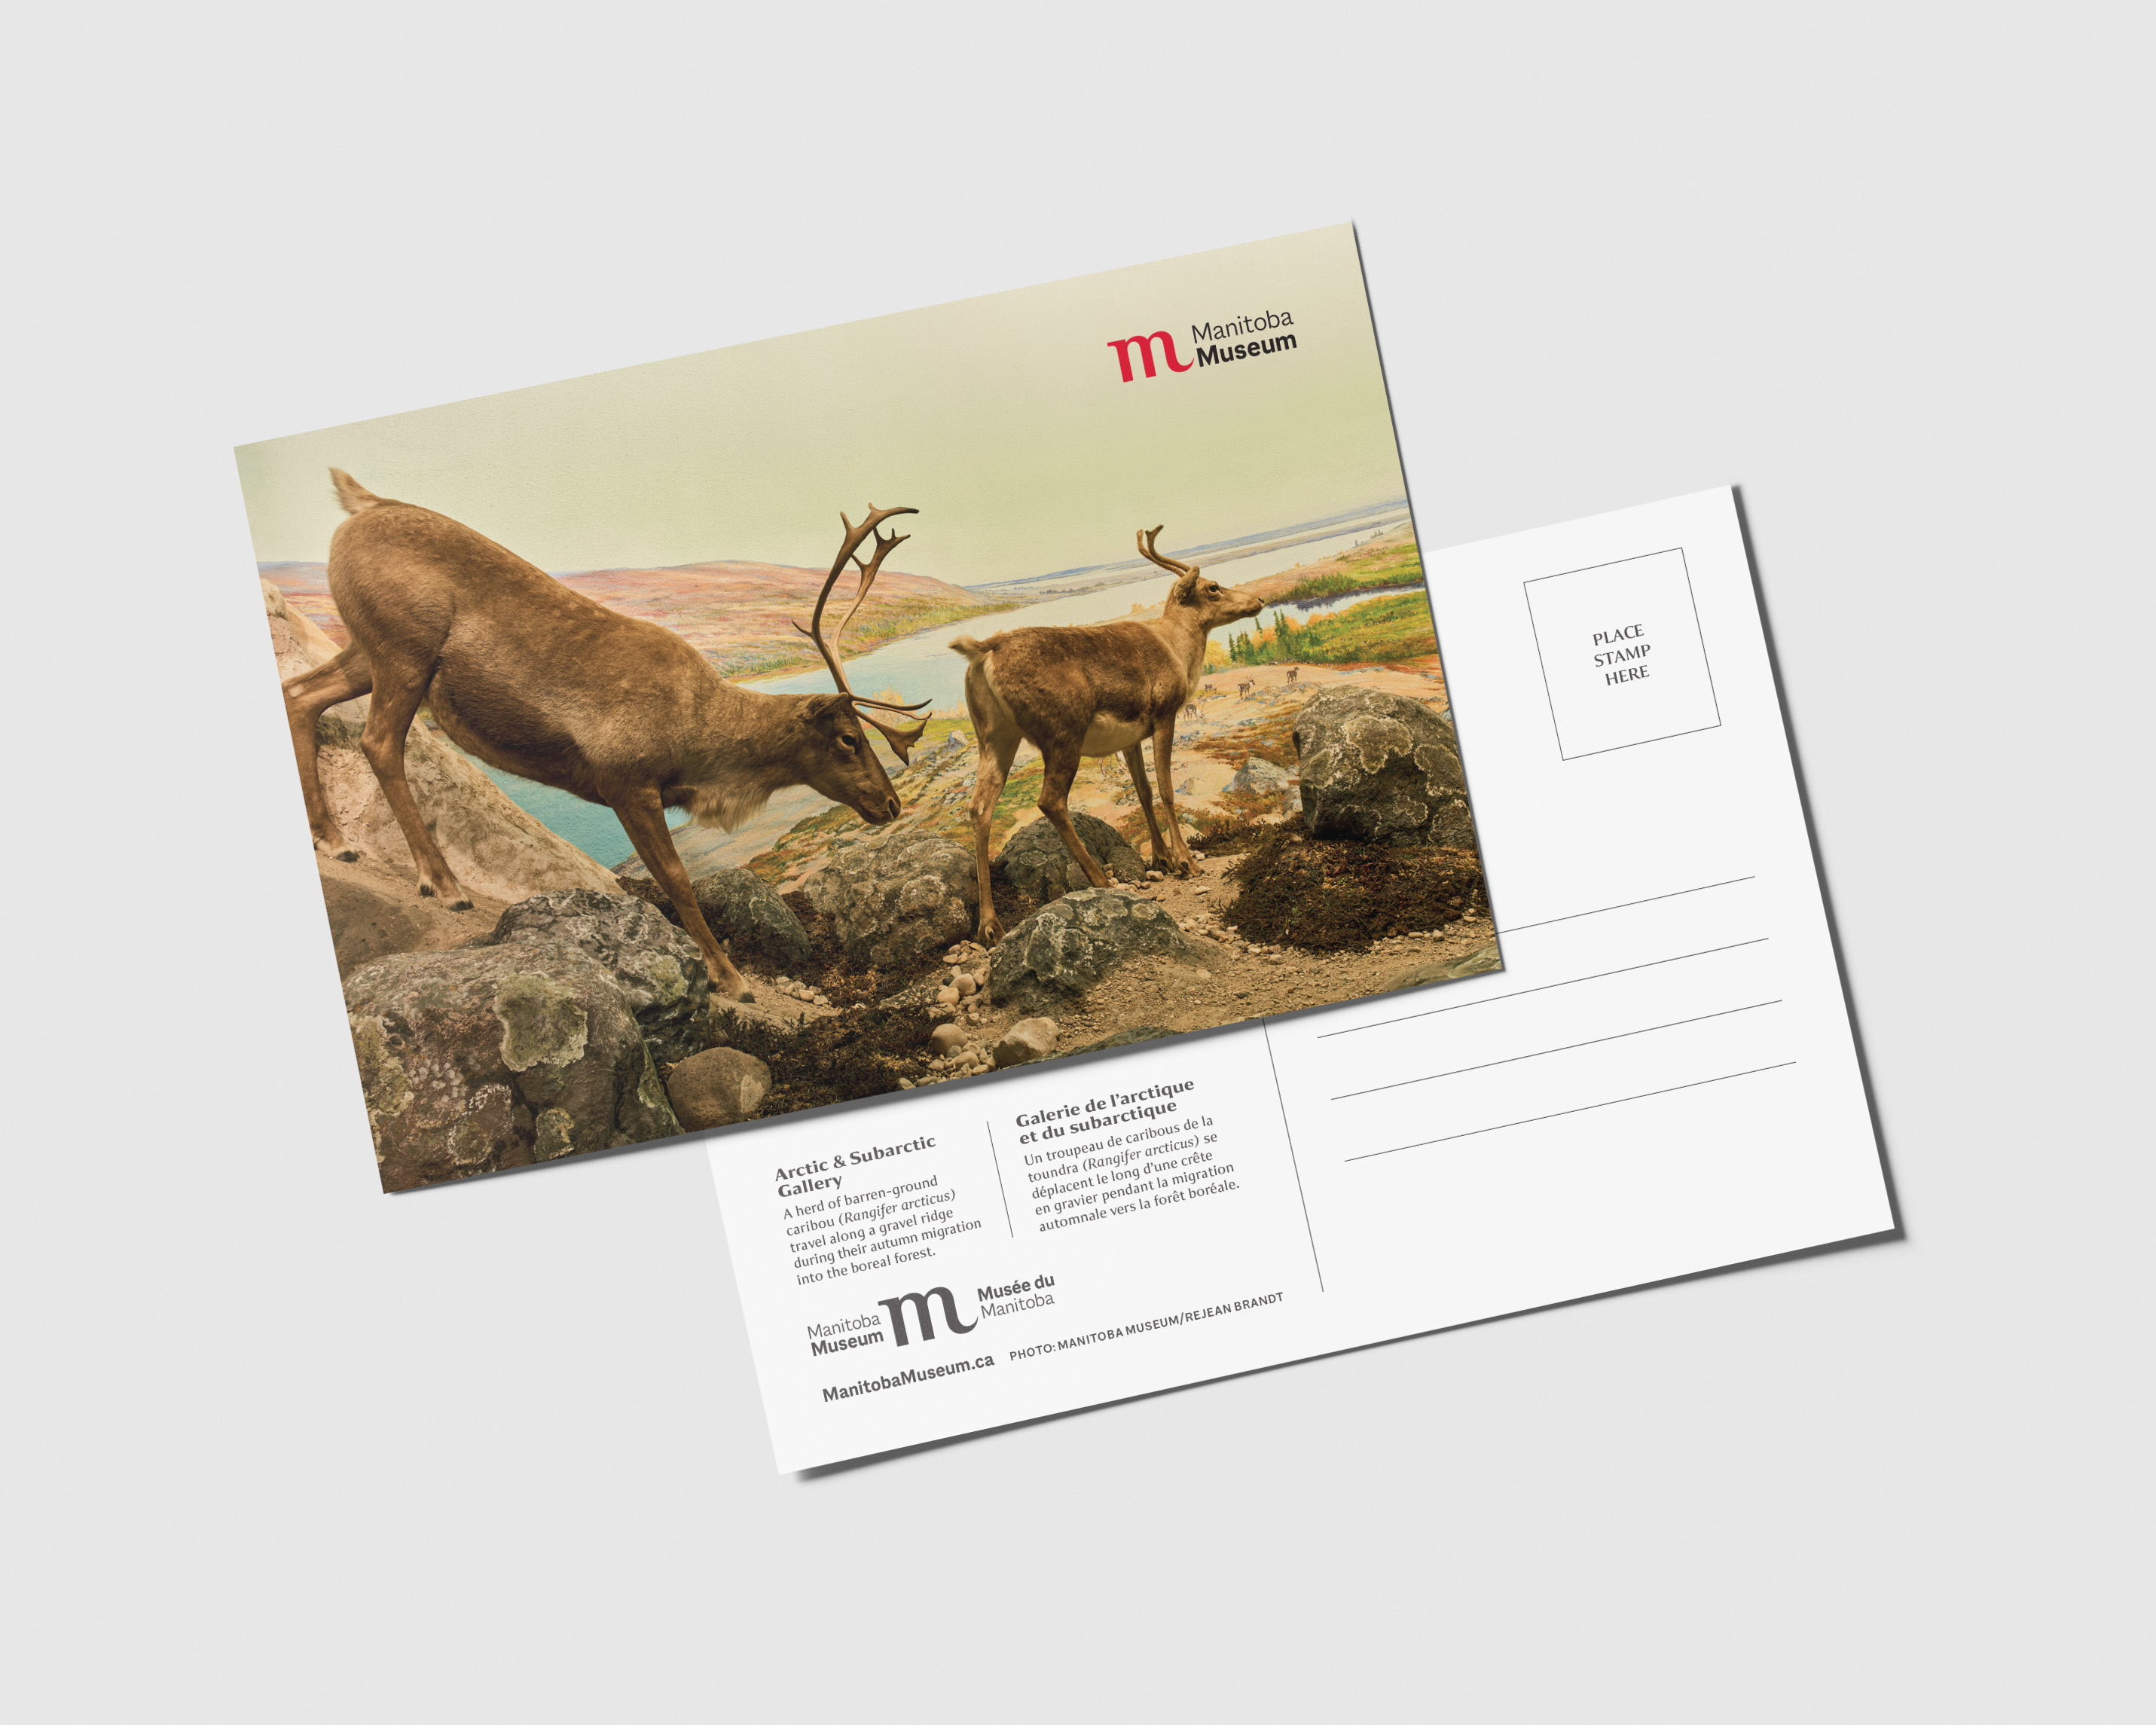 Manitoba
Museum
PLACE
STAMP
HERE
Arctic & Subarctic
Gallery
A herd of barren-ground
caribou (Rangifer arcticus)
travel along a gravel ridge
during their autumn migration
into the boreal forest.
Galerie de l'arctique
et du subarctique
Un troupeau de caribous de la
toundra (Rangifer arcticus) se
déplacent le long d'une crête
en gravier pendant la migration
automnale vers la forêt boréale.
Manitoba
Museum
m
Musée du
Manitoba
ManitobaMuseum.ca
PHOTO: MANITOBA MUSEUM/REJEAN BRANDT